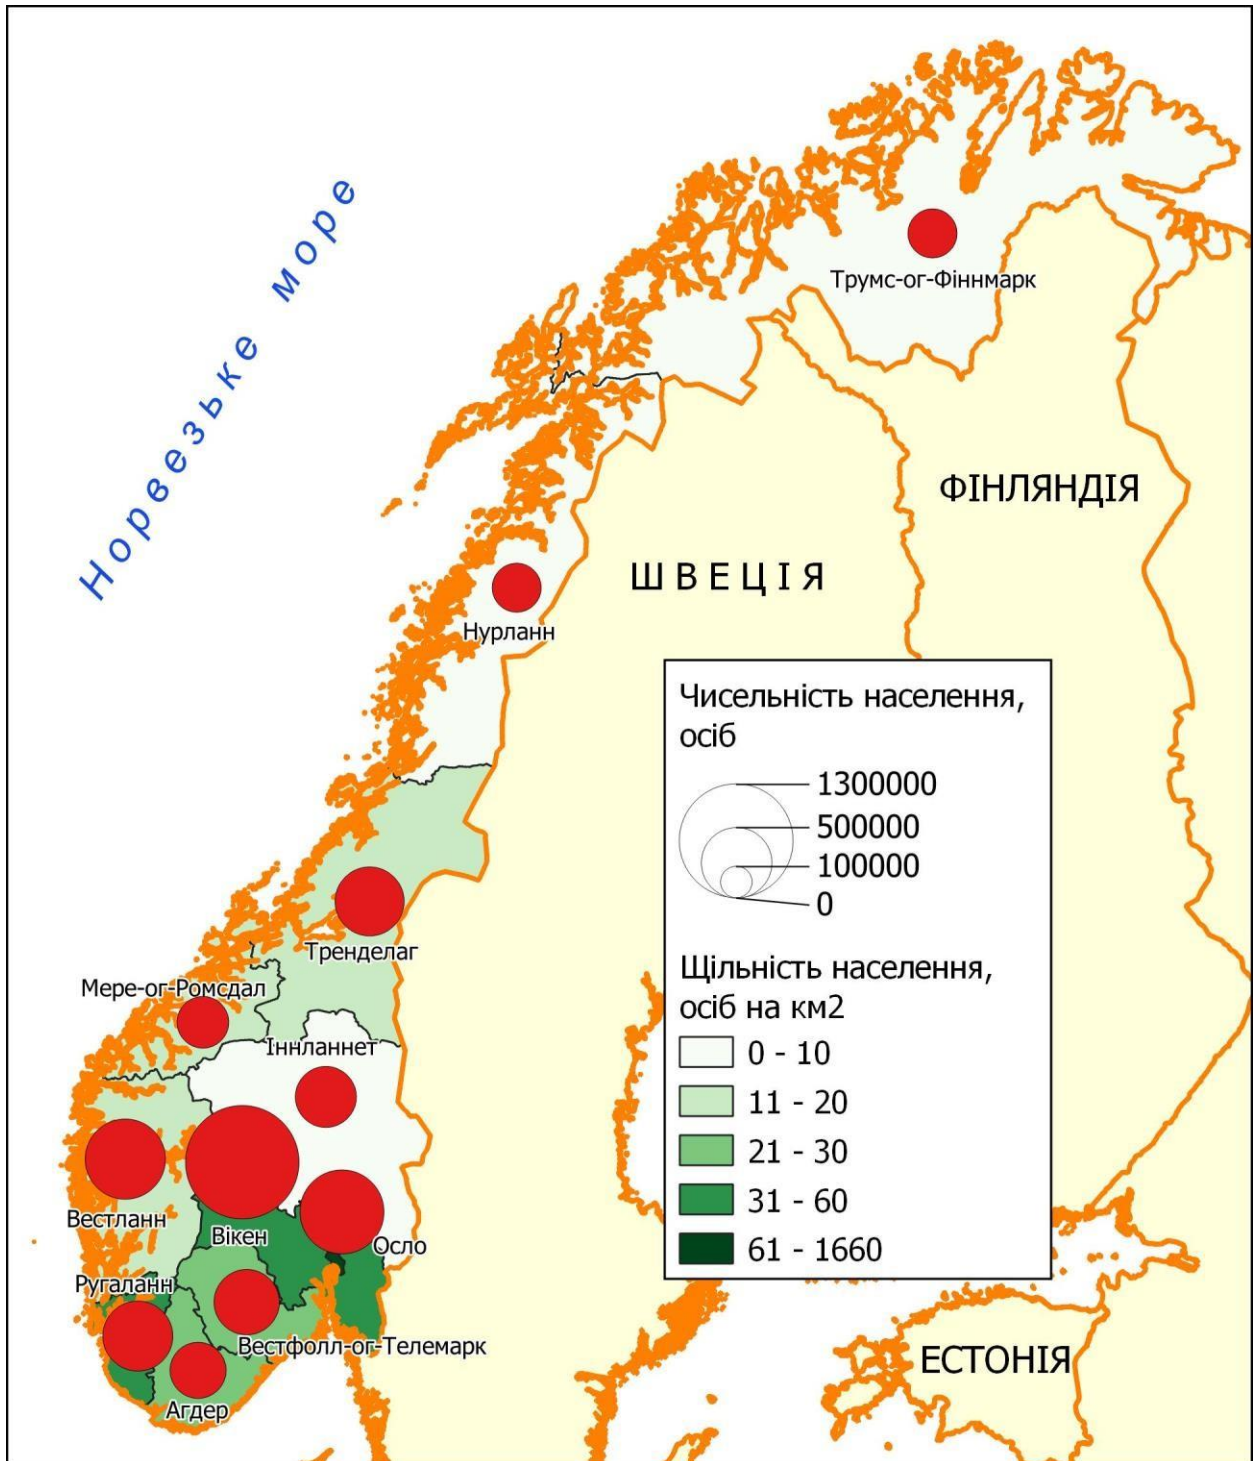 Норвезьке море
Трумс-ог-Фіннмарк
ФІНЛЯНДІЯ
ШВЕЦІЯ
Нурланн
Чисельність населення,
осіб
1300000
500000
100000
0
Тренделаг
Мере-ог-Ромсдал
Щільність населення,
осіб на км2
0 - 10
11 - 20
21 - 30
31 - 60
61 - 1660
Іннланнет
Вестланн
Вікен
Осло
Ругаланн
Вестфолл-ог-Телемарк
Агдер
ЕСТОНІЯ